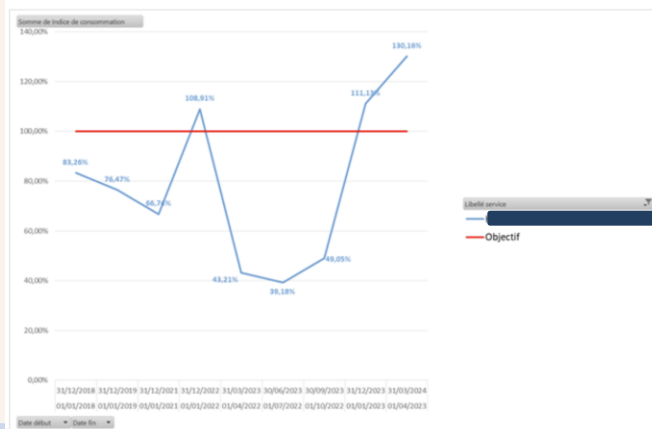 Somme de Indice de consommation
140,00%
130,16%
120,00%
111,13%
108,91%
100,00%
83,26%
80,00%
76,47%
66,76%
60,00%
49,05%
43,21%
40,00%
39,18%
20,00%
0,00%
31/12/2018 31/12/2019 31/12/2021 31/12/2022 31/03/2023 30/06/2023 30/09/2023 31/12/2023 31/03/2024
01/01/2018 01/01/2019 01/01/2021 01/01/2022 01/04/2022 01/07/2022 01/10/2022 01/01/2023 01/04/2023
Date début Date fin
Libellé service
Objectif